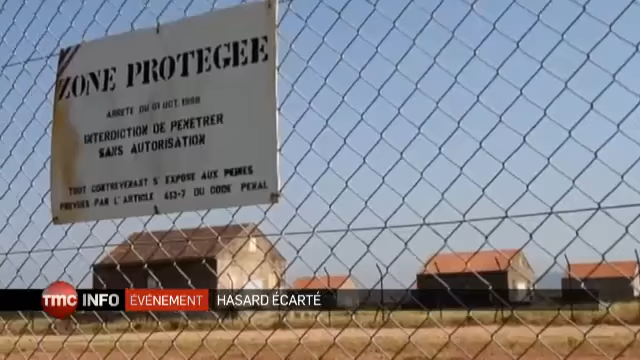 ZONE PROTEGEE
ARRETE DU 01 OCT. 1998
INTERDICTION DE PENETRER
SANS AUTORISATION
TOUT CONTREVENANT S'EXPOSE AUX PEINES
PREVUES PAR L'ARTICLE 413-7 DU CODE PENAL
TMC INFO ÉVÉNEMENT HASARD ÉCARTÉ